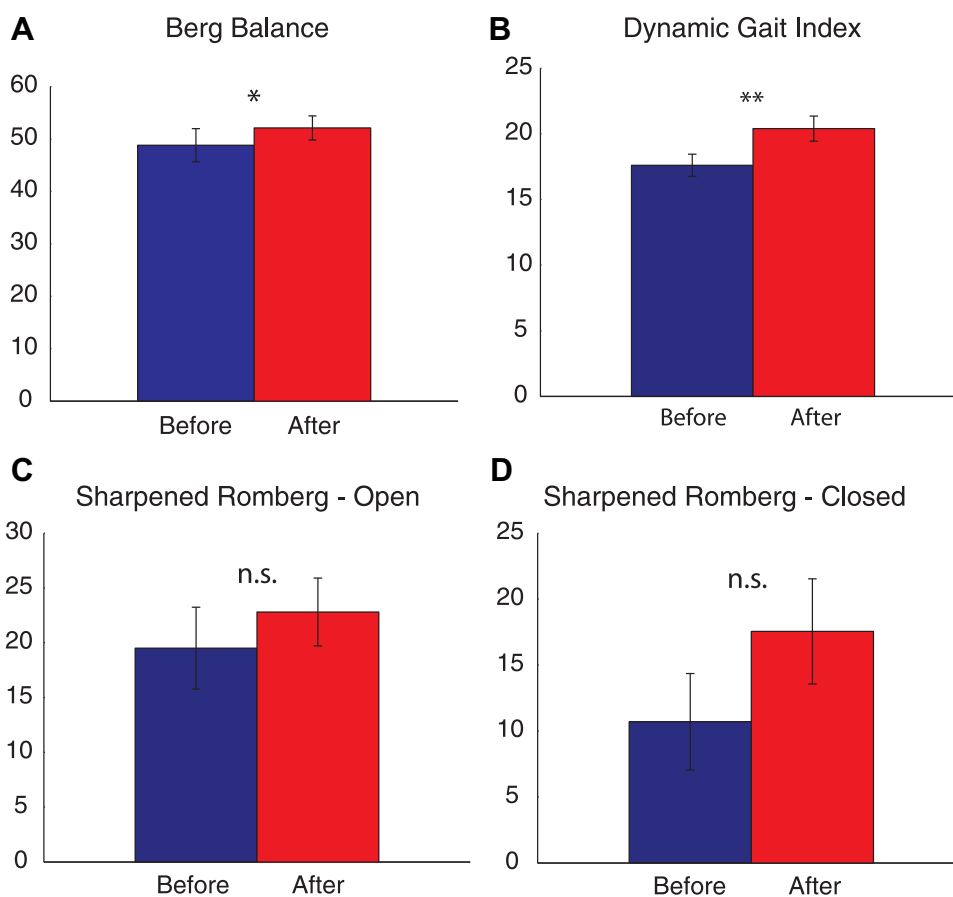 A
Berg Balance
60
50
40
30
20
10
0
*
Before After
B
Dynamic Gait Index
25
20
15
10
5
0
**
Before After
C
Sharpened Romberg - Open
30
25
20
15
10
5
0
n.s.
Before After
D
Sharpened Romberg - Closed
25
20
15
10
5
0
n.s.
Before After